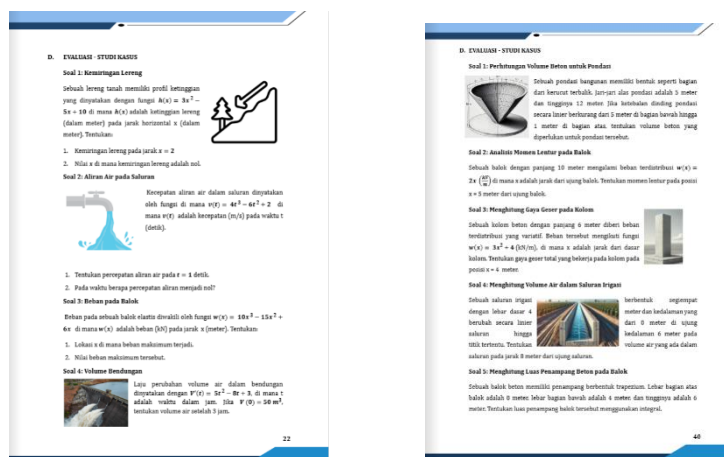 D. EVALUASI - STUDI KASUS
Soal 1: Kemiringan Lereng
Sebuah lereng tanah memiliki profil ketinggian
yang dinyatakan dengan fungsi h(x) = 3x² −
5x + 10 di mana h(x) adalah ketinggian lereng
(dalam meter) pada jarak horizontal x (dalam
meter). Tentukan:
1. Kemiringan lereng pada jarak x = 2
2. Nilai x di mana kemiringan lereng adalah nol.
Soal 2: Aliran Air pada Saluran
Kecepatan aliran air dalam saluran dinyatakan
oleh fungsi di mana v(t) = 4t³ − 6t² + 2 di
mana v(t) adalah kecepatan (m/s) pada waktu t
(detik).
1. Tentukan percepatan aliran air pada t = 1 detik.
2. Pada waktu berapa percepatan aliran menjadi nol?
Soal 3: Beban pada Balok
Beban pada sebuah balok elastis diwakili oleh fungsi w(x) = 10x³ − 15x² +
6x di mana w(x) adalah beban (kN) pada jarak x (meter). Tentukan:
1. Lokasi x di mana beban maksimum terjadi.
2. Nilai beban maksimum tersebut.
Soal 4: Volume Bendungan
Laju perubahan volume air dalam bendungan
dinyatakan dengan V'(t) = 5t² − 8t + 3, di mana t
adalah waktu dalam jam. Jika V (0) = 50 m³,
tentukan volume air setelah 3 jam.
22
D. EVALUASI - STUDI KASUS
Soal 1: Perhitungan Volume Beton untuk Pondasi
Sebuah pondasi bangunan memiliki bentuk seperti bagian
dari kerucut terbalik. Jari-jari alas pondasi adalah 5 meter
dan tingginya 12 meter. Jika ketebalan dinding pondasi
secara linier berkurang dari 5 meter di bagian bawah hingga
1 meter di bagian atas, tentukan volume beton yang
diperlukan untuk pondasi tersebut.
Soal 2: Analisis Momen Lentur pada Balok
Sebuah balok dengan panjang 10 meter mengalami beban terdistribusi w(x) =
2x (kN/m) di mana x adalah jarak dari ujung balok. Tentukan momen lentur pada posisi
x = 5 meter dari ujung balok.
Soal 3: Menghitung Gaya Geser pada Kolom
Sebuah kolom beton dengan panjang 6 meter diberi beban
terdistribusi yang variatif. Beban tersebut mengikuti fungsi
w(x) = 3x² + 4 (kN/m), di mana x adalah jarak dari dasar
kolom. Tentukan gaya geser total yang bekerja pada kolom pada
posisi x = 4 meter.
Soal 4: Menghitung Volume Air dalam Saluran Irigasi
Sebuah saluran irigasi berbentuk segiempat
dengan lebar dasar 4 meter dan kedalaman yang
berubah secara linier dari 0 meter di ujung
saluran hingga kedalaman 6 meter pada
titik tertentu. Tentukan volume air yang ada dalam
saluran pada jarak 8 meter dari ujung saluran.
Soal 5: Menghitung Luas Penampang Beton pada Balok
Sebuah balok beton memiliki penampang berbentuk trapezium. Lebar bagian atas
balok adalah 8 meter, lebar bagian bawah adalah 4 meter, dan tingginya adalah 6
meter. Tentukan luas penampang balok tersebut menggunakan integral.
40